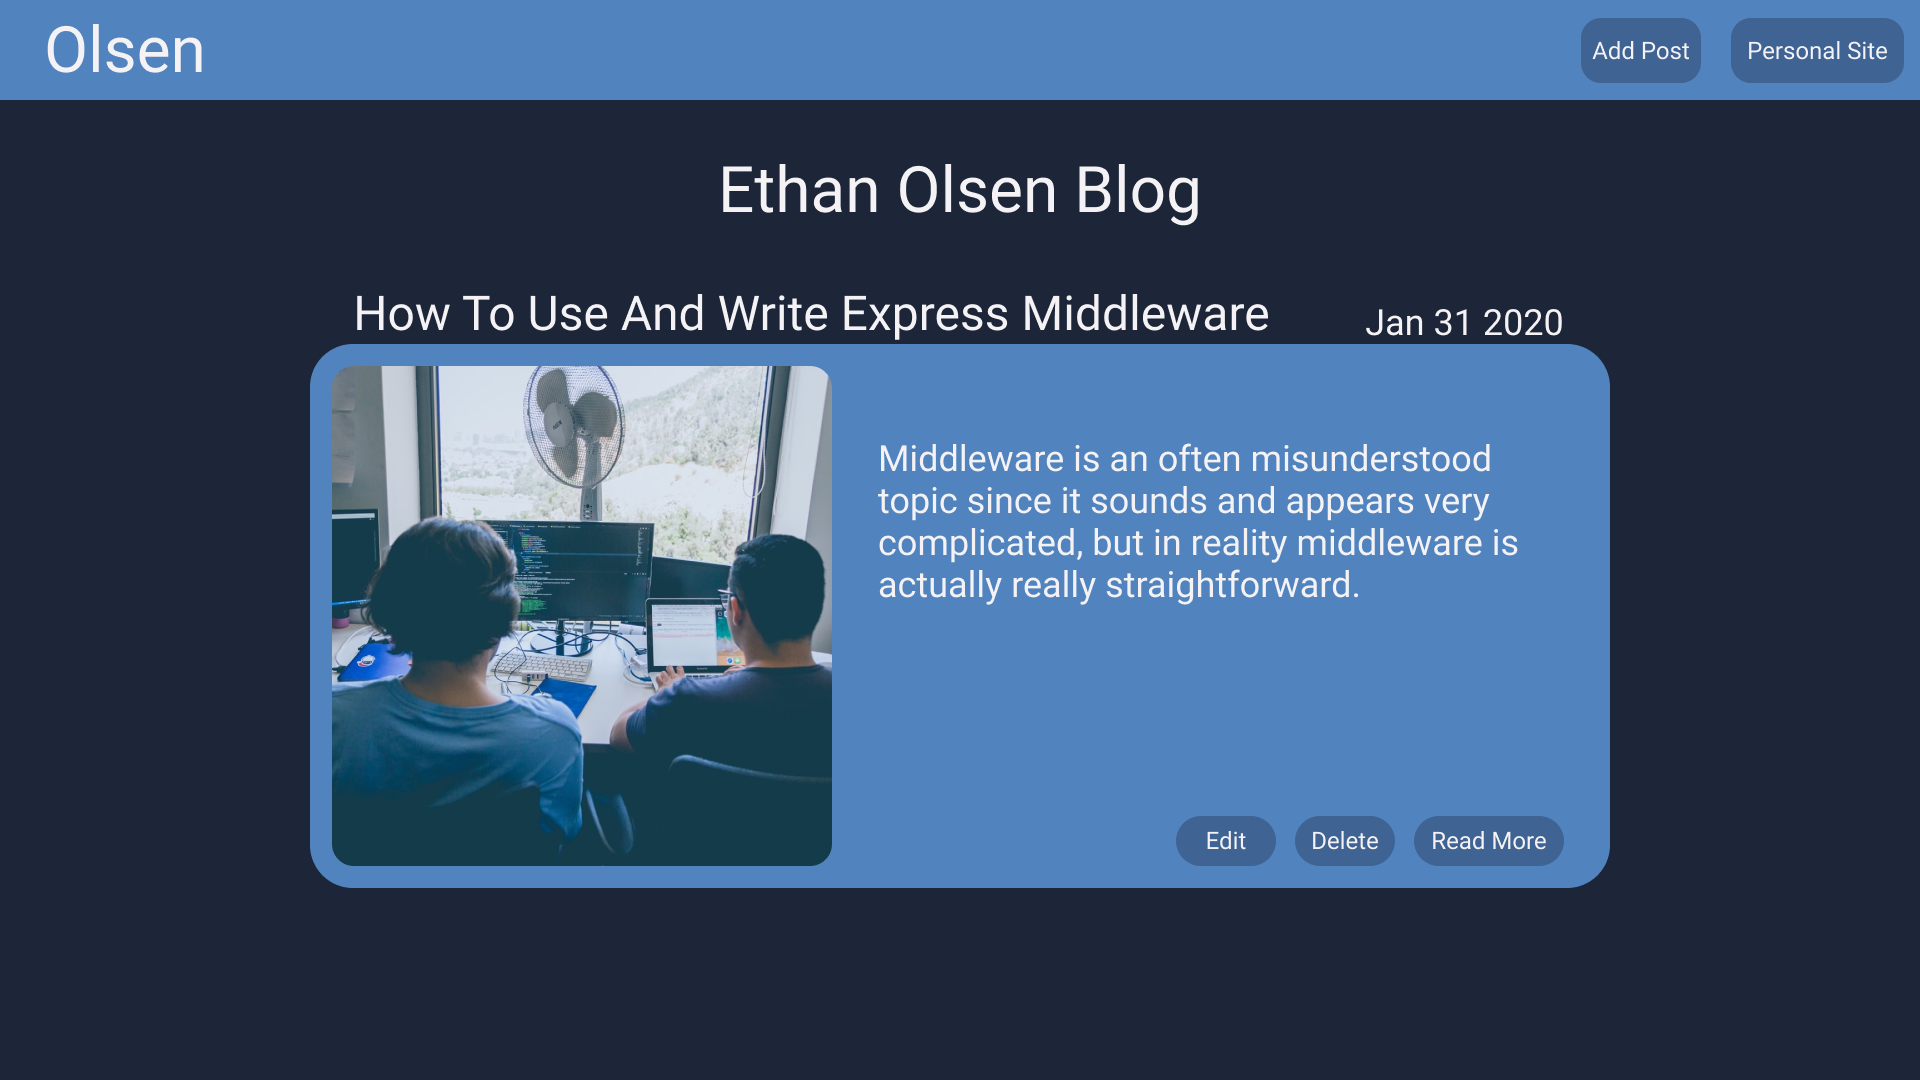 Olsen
Add Post
Personal Site
Ethan Olsen Blog
How To Use And Write Express Middleware
Jan 31 2020
Middleware is an often misunderstood
topic since it sounds and appears very
complicated, but in reality middleware is
actually really straightforward.
Edit
Delete
Read More